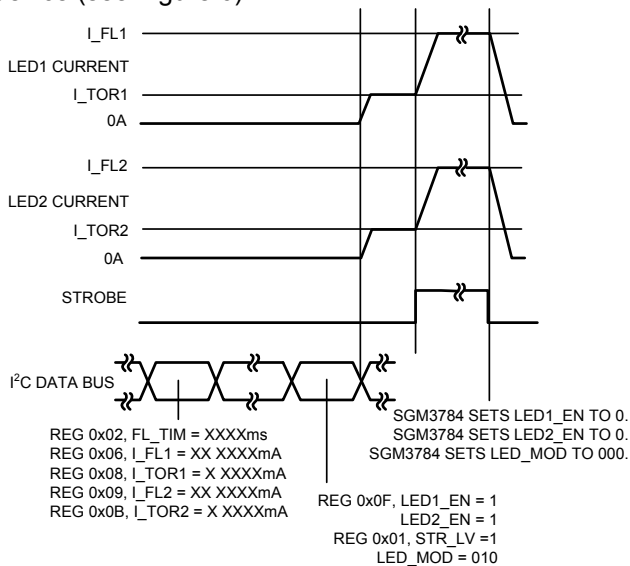 I_FL1
LED1 CURRENT
I_TOR1
0A
I_FL2
LED2 CURRENT
I_TOR2
0A
STROBE
I²C DATA BUS
REG 0x02, FL_TIM = XXXXms
REG 0x06, I_FL1 = XX XXXXmA
REG 0x08, I_TOR1 = X XXXXmA
REG 0x09, I_FL2 = XX XXXXmA
REG 0x0B, I_TOR2 = X XXXXmA
REG 0x0F, LED1_EN = 1
LED2_EN = 1
REG 0x01, STR_LV =1
LED_MOD = 010
SGM3784 SETS LED1_EN TO 0.
SGM3784 SETS LED2_EN TO 0.
SGM3784 SETS LED_MOD TO 000.